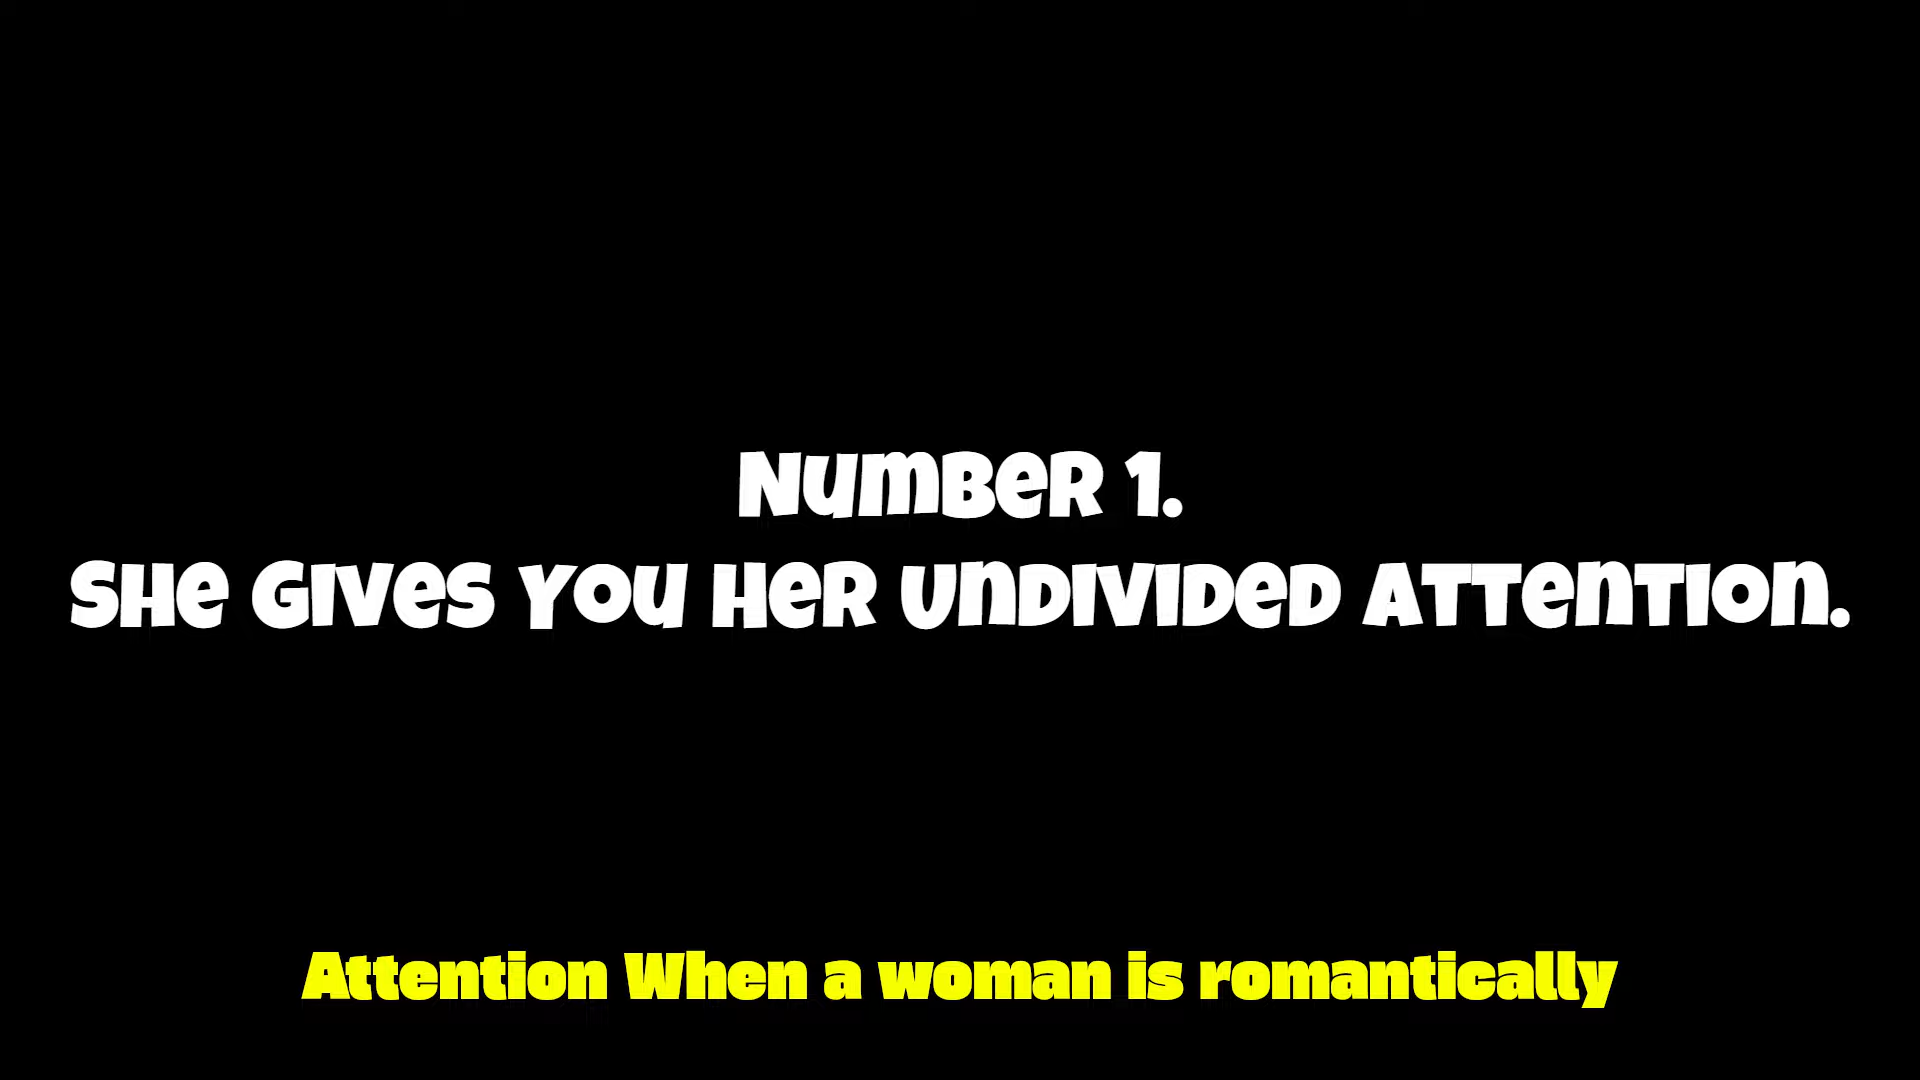 Number 1.
She gives you her undivided attention.
Attention When a woman is romantically